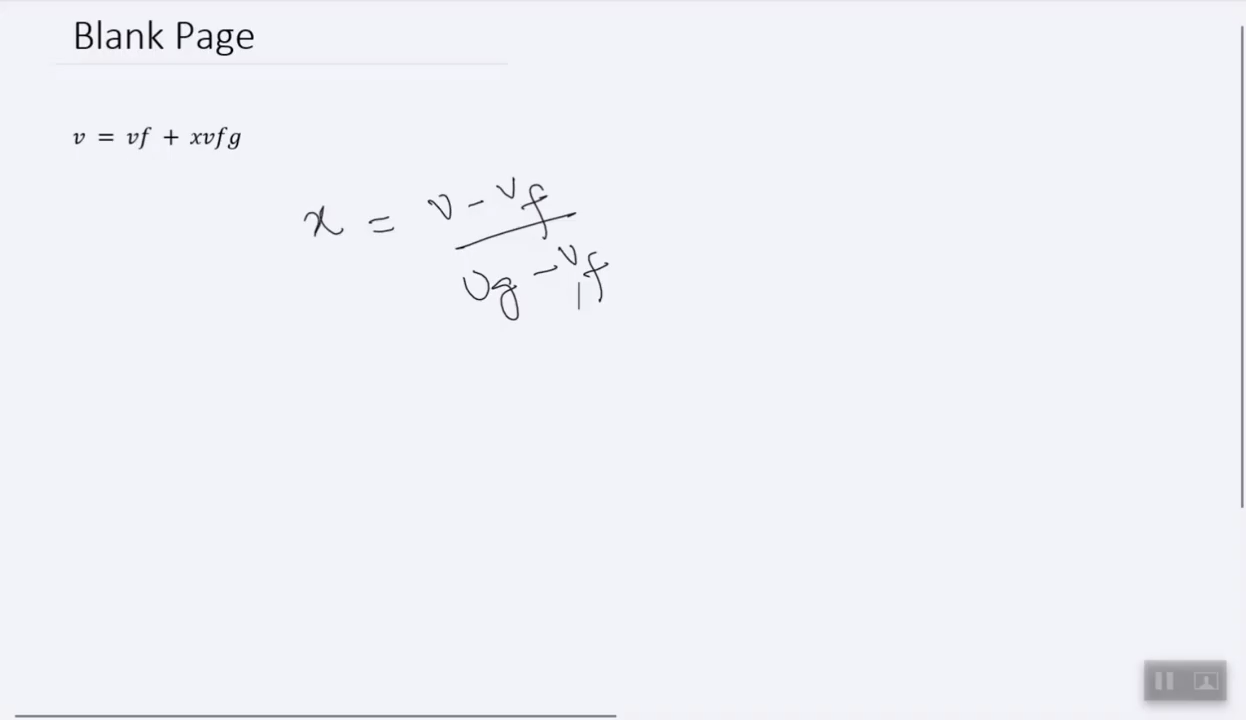 Blank Page
v = vf + xvfg
x = v - vf
vg - vf